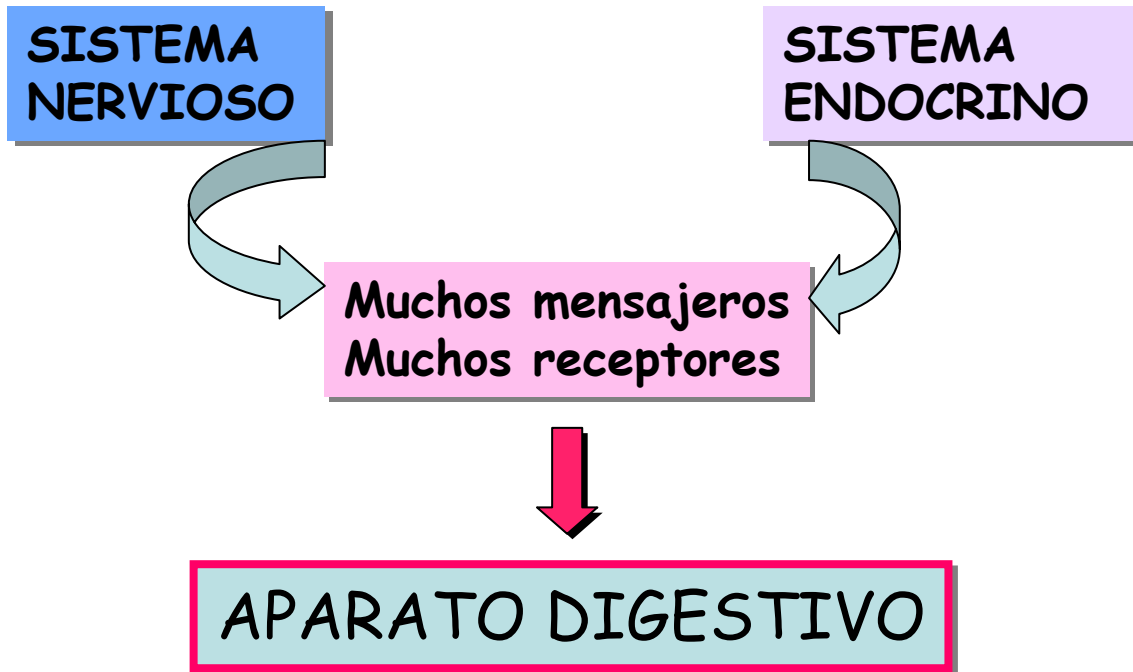 SISTEMA
NERVIOSO
SISTEMA
ENDOCRINO
Muchos mensajeros
Muchos receptores
APARATO DIGESTIVO